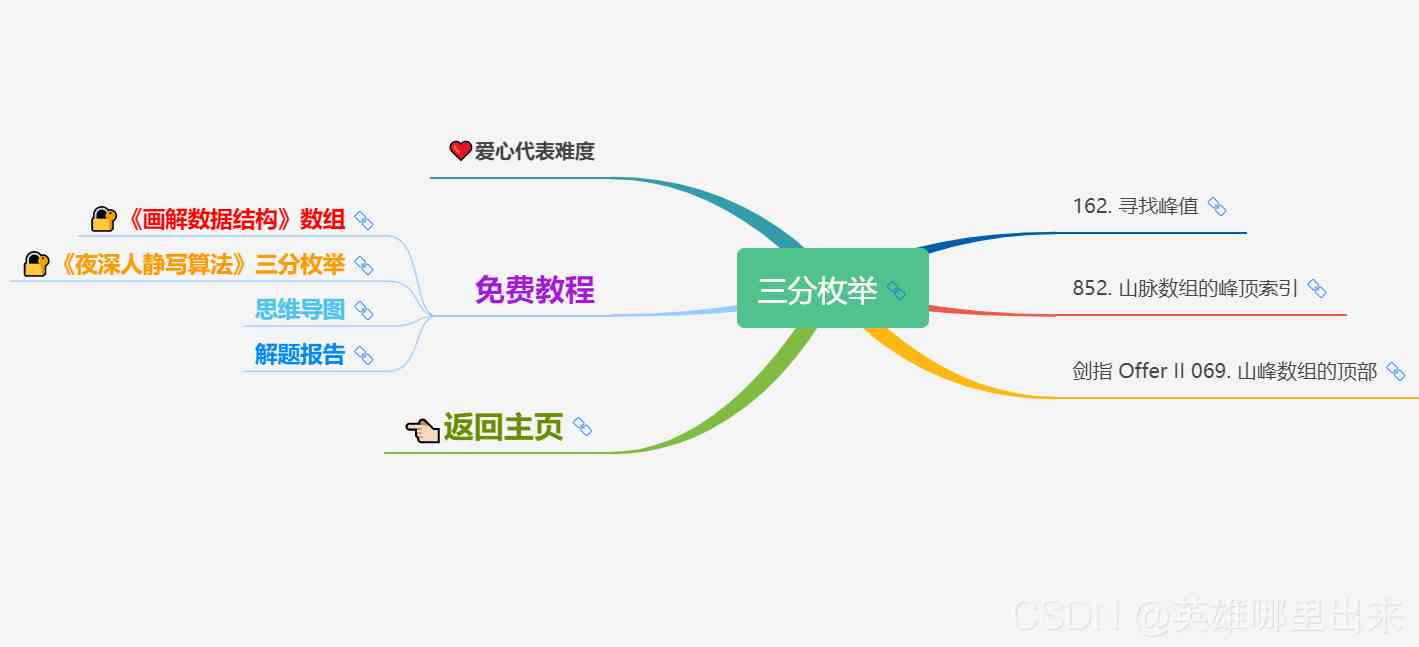 爱心代表难度
《画解数据结构》数组
《夜深人静写算法》三分枚举
思维导图
解题报告
免费教程
返回主页
三分枚举
162. 寻找峰值
852. 山脉数组的峰顶索引
剑指 Offer II 069. 山峰数组的顶部
CSDN @英雄哪里出来